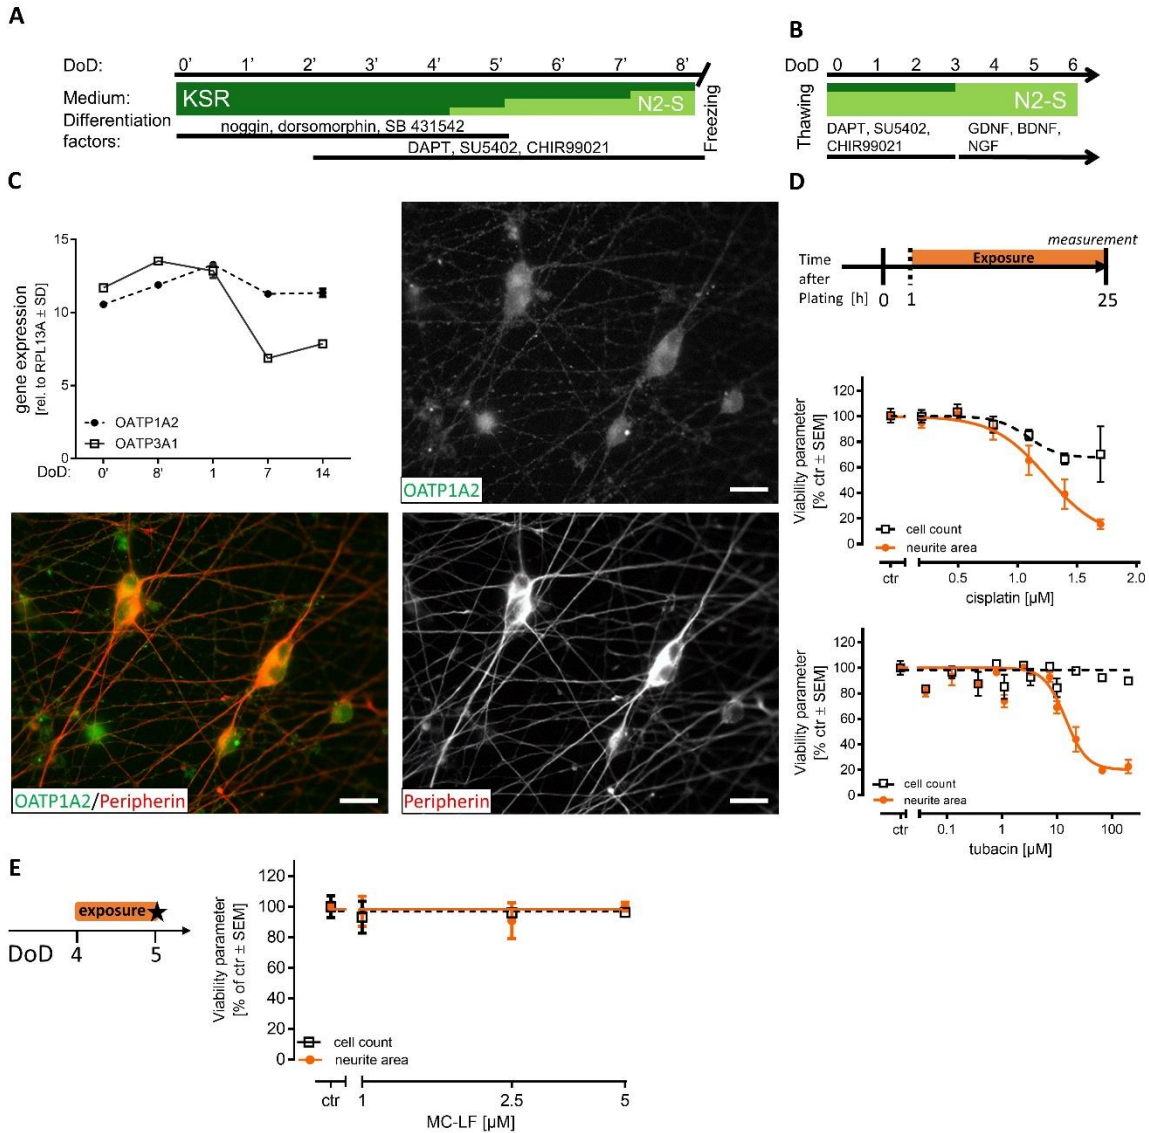 A
DoD: 0' 1' 2' 3' 4' 5' 6' 7' 8'
Medium: KSR N2-S
Differentiation factors:
noggin, dorsomorphin, SB 431542
DAPT, SU5402, CHIR99021
Freezing
B
DoD 0 1 2 3 4 5 6
Thawing
N2-S
DAPT, SU5402,
CHIR99021
GDNF, BDNF,
NGF
C
gene expression
[rel. to RPL13A ± SD]
15
10
5
0
OATP1A2
OATP3A1
DoD: 0' 8' 1 7 14
OATP1A2
OATP1A2/Peripherin
Peripherin
D
measurement
Exposure
Time
after
Plating [h] 0 1 25
Viability parameter
[% ctr ± SEM]
120
100
80
60
40
20
0
cell count
neurite area
ctr 0.5 1.0 1.5 2.0
cisplatin [µM]
Viability parameter
[% ctr ± SEM]
120
100
80
60
40
20
0
cell count
neurite area
ctr 0.1 1 10 100
tubacin [µM]
E
exposure
DoD 4 5
Viability parameter
[% of ctr ± SEM]
120
100
80
60
40
20
0
cell count
neurite area
ctr 1 2.5 5
MC-LF [µM]